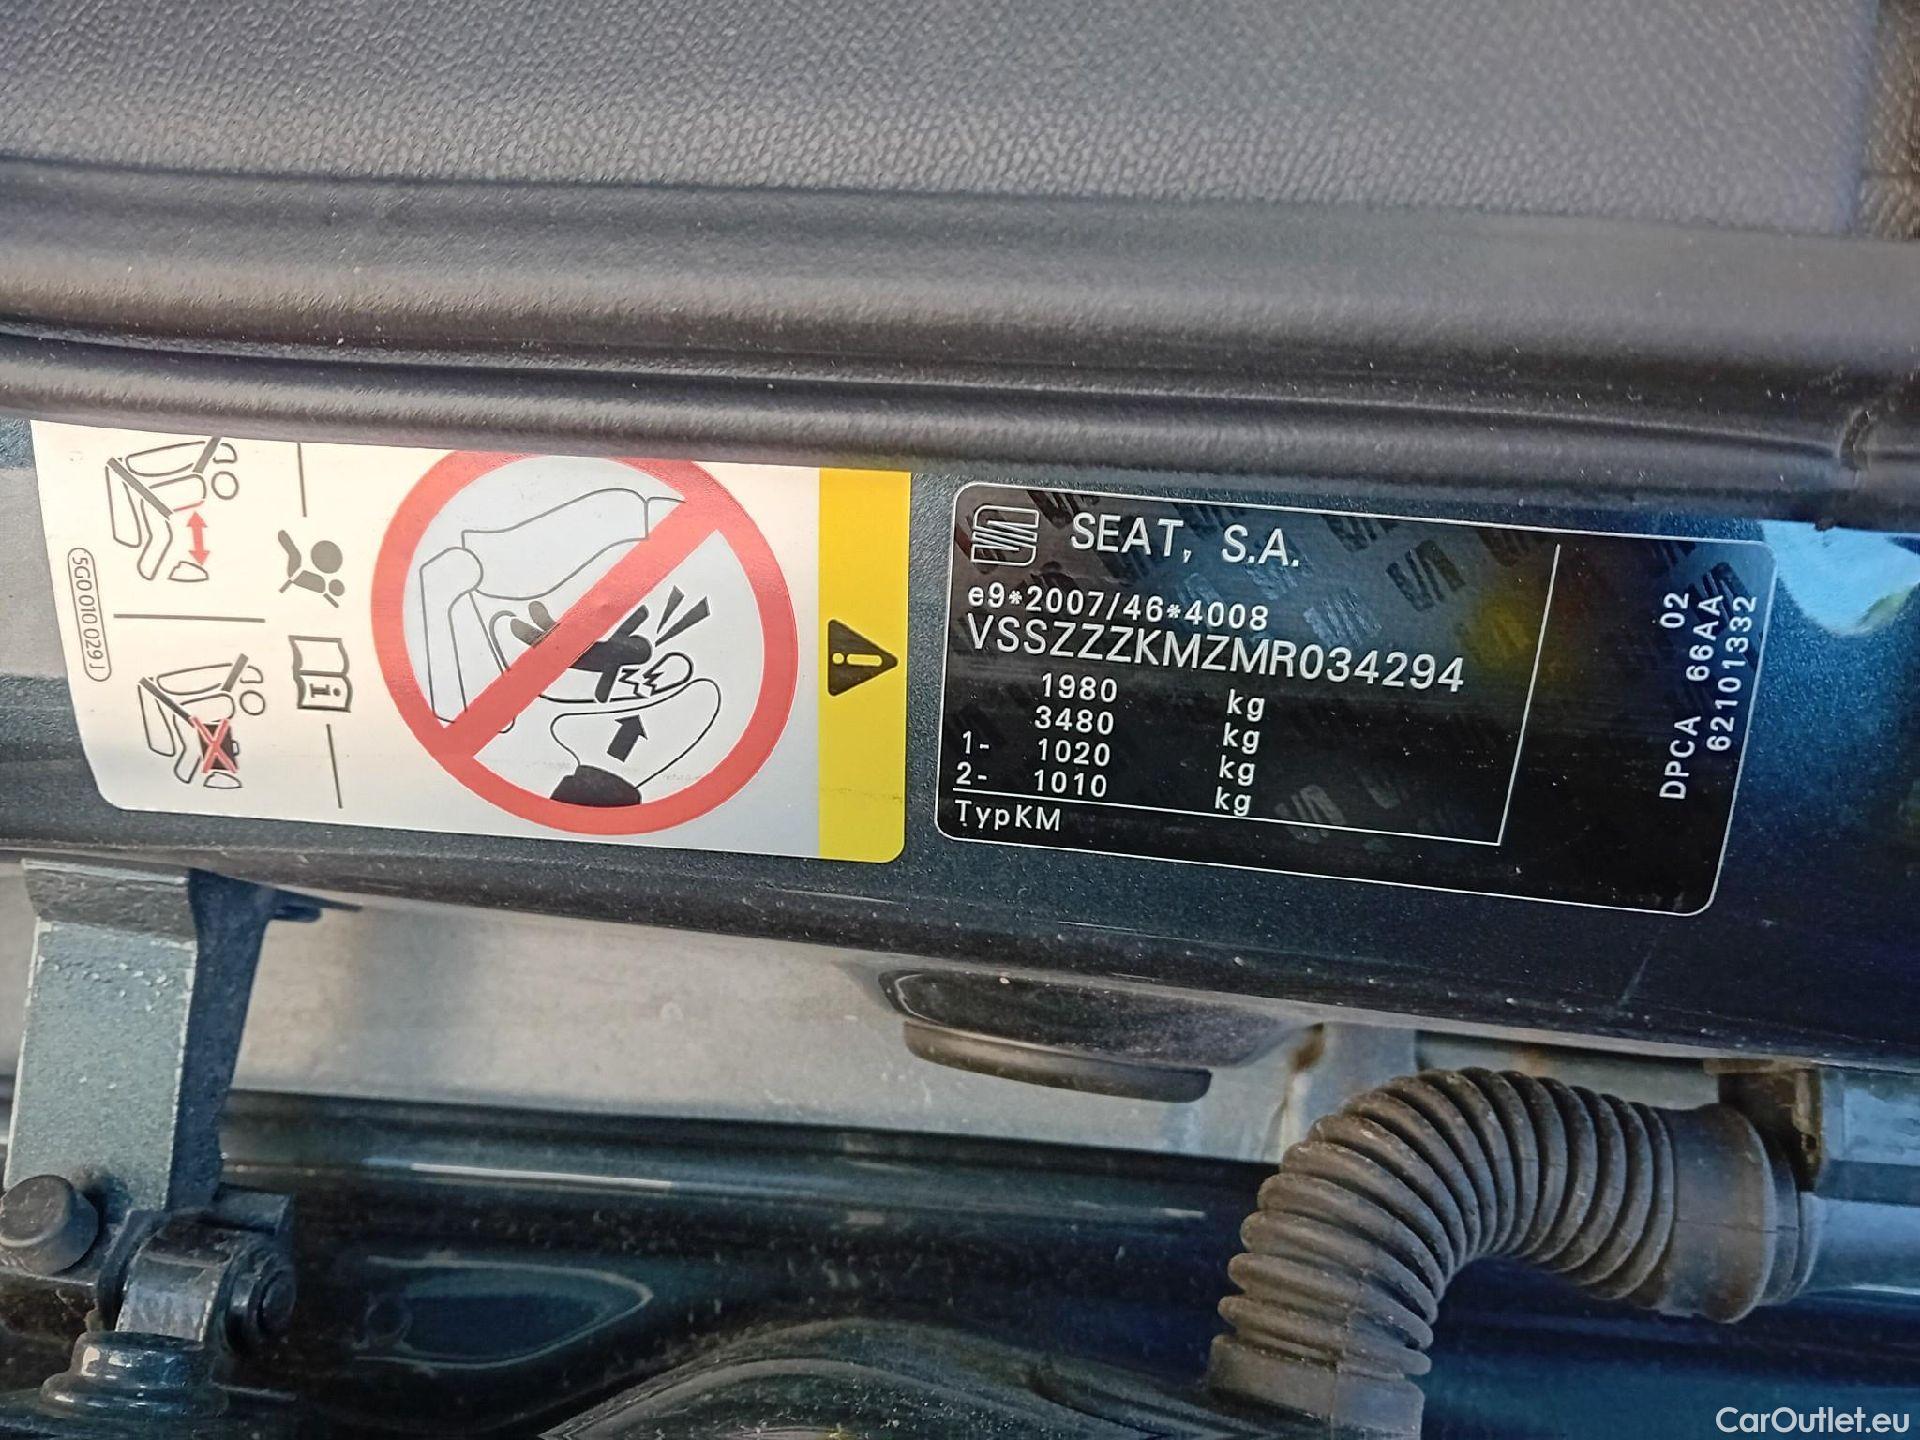 5G0 010 029 J
SEAT, S.A.
e9*2007/46*4008
VSSZZZKMZMR034294
1980 kg
3480 kg
1- 1020 kg
2- 1010 kg
TypKM
DPCA 66AA 02
62101332
CarOutlet.eu